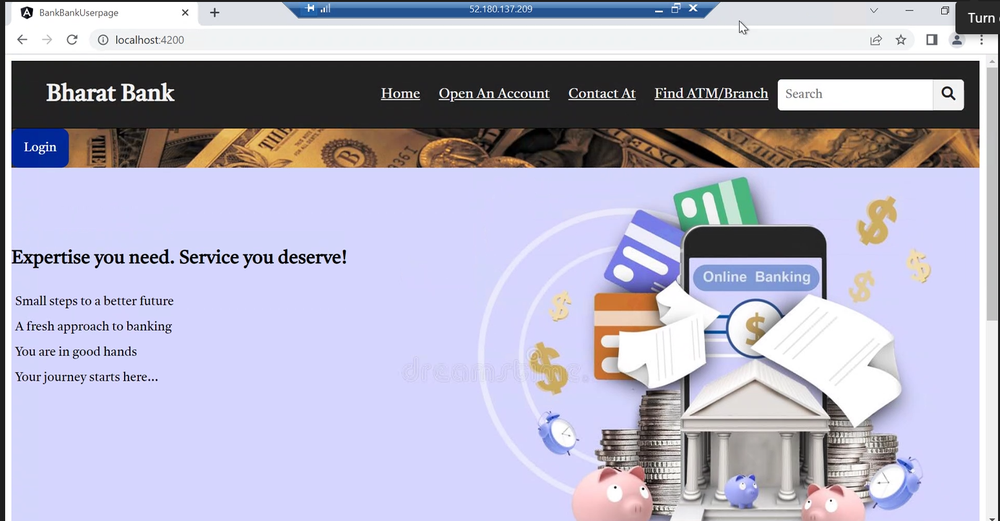 BankBankUserpage
52.180.137.209
Turn
localhost:4200
Bharat Bank
Home Open An Account Contact At Find ATM/Branch Search
Login
THE
B
Expertise you need. Service you deserve!
Online Banking
Small steps to a better future
A fresh approach to banking
You are in good hands
Your journey starts here...
dreamstime.